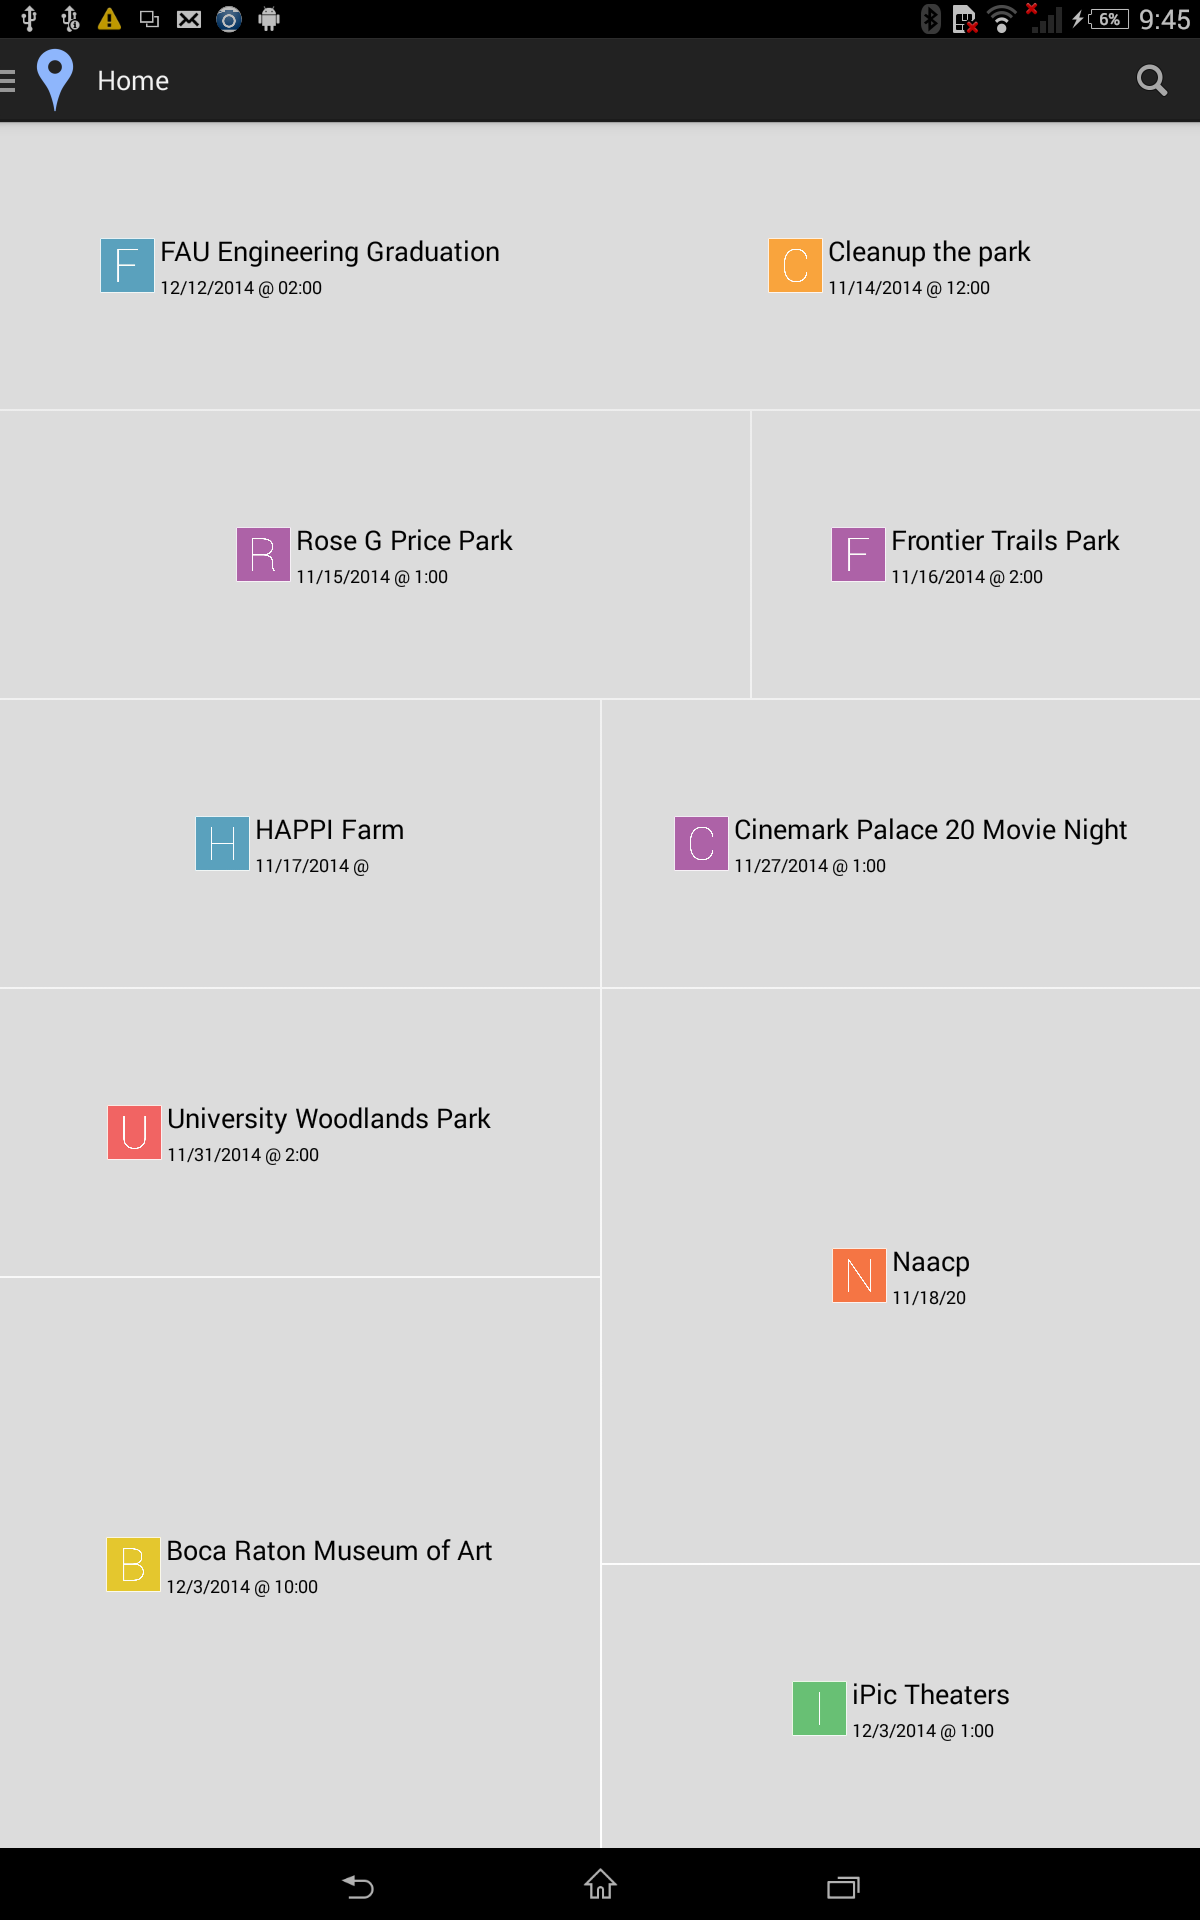 6% 9:45
Home
F FAU Engineering Graduation
12/12/2014 @ 02:00
C Cleanup the park
11/14/2014 @ 12:00
R Rose G Price Park
11/15/2014 @ 1:00
F Frontier Trails Park
11/16/2014 @ 2:00
H HAPPI Farm
11/17/2014 @
C Cinemark Palace 20 Movie Night
11/27/2014 @ 1:00
U University Woodlands Park
11/31/2014 @ 2:00
N Naacp
11/18/20
B Boca Raton Museum of Art
12/3/2014 @ 10:00
I iPic Theaters
12/3/2014 @ 1:00